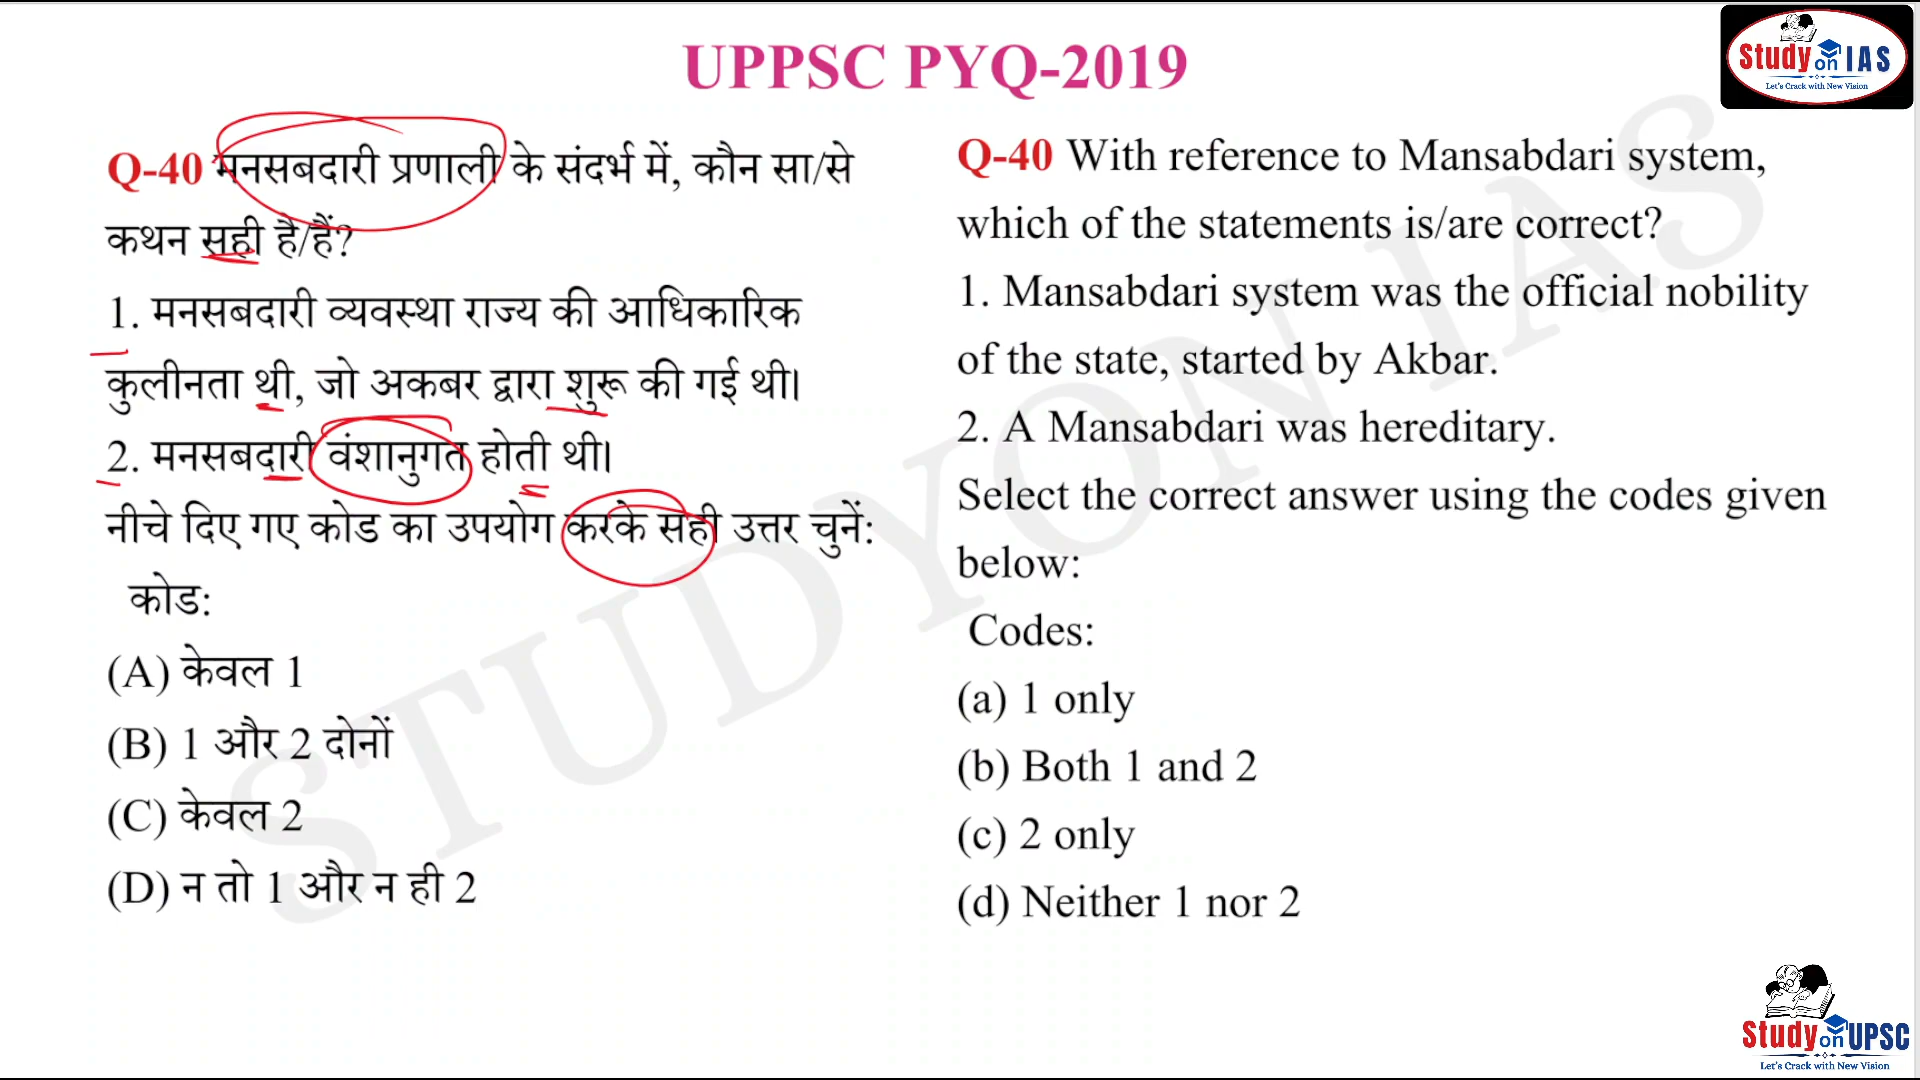 UPPSC PYQ-2019
Study on IAS
Let's Crack with New Vision
Q-40 मनसबदारी प्रणाली के संदर्भ में, कौन सा/से
कथन सही है/हैं?
1. मनसबदारी व्यवस्था राज्य की आधिकारिक
कुलीनता थी, जो अकबर द्वारा शुरू की गई थी।
2. मनसबदारी वंशानुगत होती थी।
नीचे दिए गए कोड का उपयोग करके सही उत्तर चुनें:
कोड:
(A) केवल 1
(B) 1 और 2 दोनों
(C) केवल 2
(D) न तो 1 और न ही 2
Q-40 With reference to Mansabdari system,
which of the statements is/are correct?
1. Mansabdari system was the official nobility
of the state, started by Akbar.
2. A Mansabdari was hereditary.
Select the correct answer using the codes given
below:
Codes:
(a) 1 only
(b) Both 1 and 2
(c) 2 only
(d) Neither 1 nor 2
STUDY ON IAS
Study on UPSC
Let's Crack with New Vision